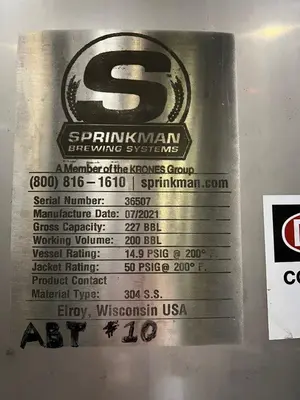 S
SPRINKMAN
BREWING SYSTEMS
A Member of the KRONES Group
(800) 816-1610 | sprinkman.com
Serial Number: 36507
Manufacture Date: 07/2021
Gross Capacity: 227 BBL
Working Volume: 200 BBL
Vessel Rating: 14.9 PSIG @ 200° F.
Jacket Rating: 50 PSIG @ 200° F.
Product Contact
Material Type: 304 S.S.
Elroy, Wisconsin USA
ABT #10